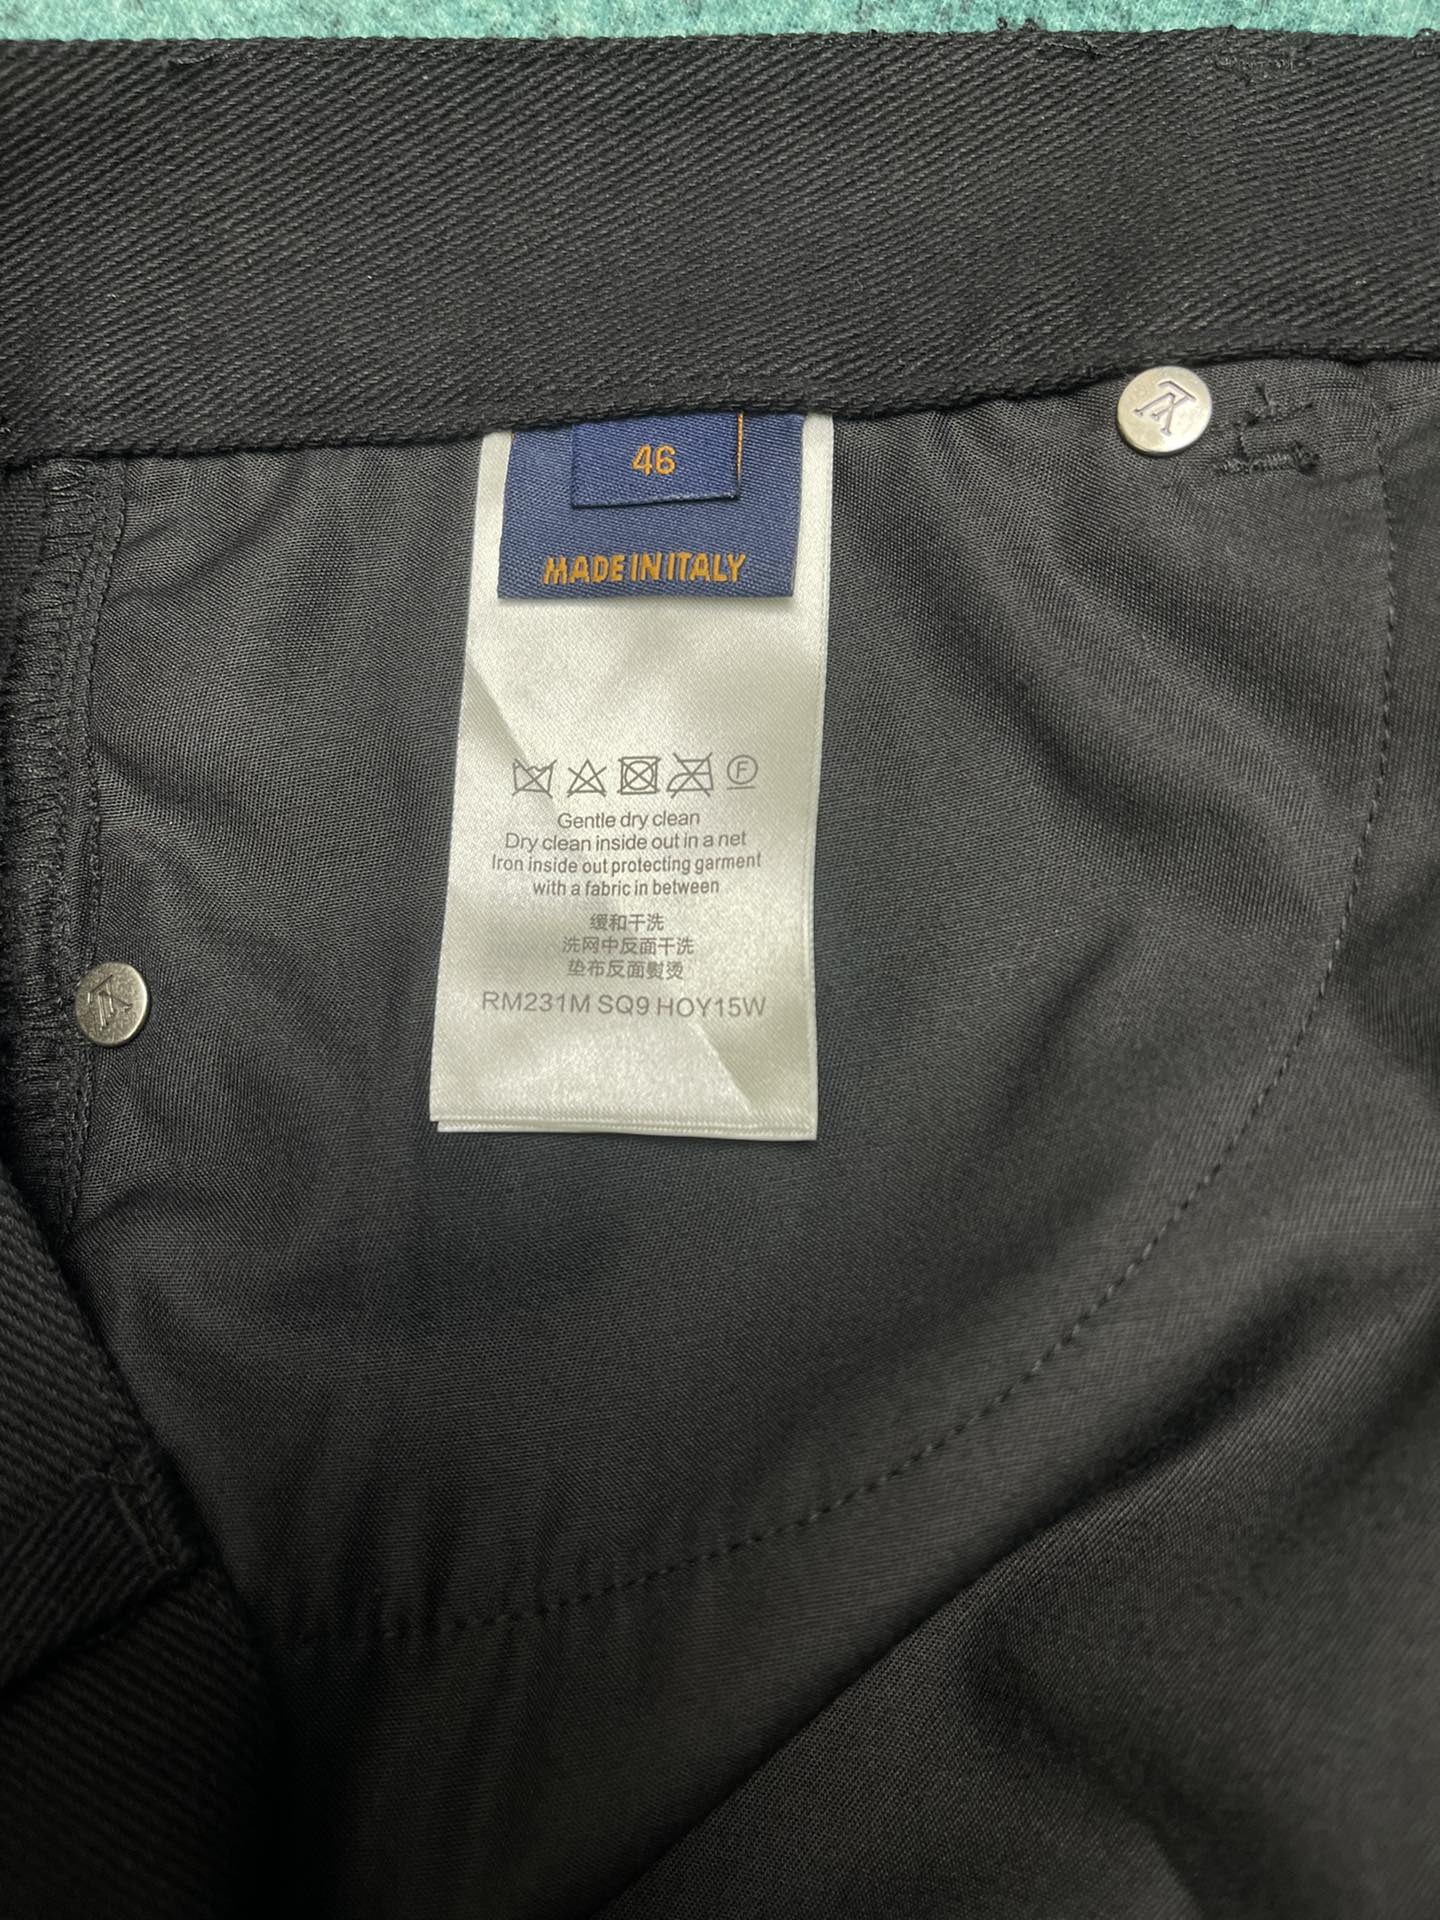 46
MADE IN ITALY
F
Gentle dry clean
Dry clean inside out in a net
Iron inside out protecting garment
with a fabric in between
缓和干洗
洗网中反面干洗
垫布反面熨烫
RM231M SQ9 HOY15W
LV
LV